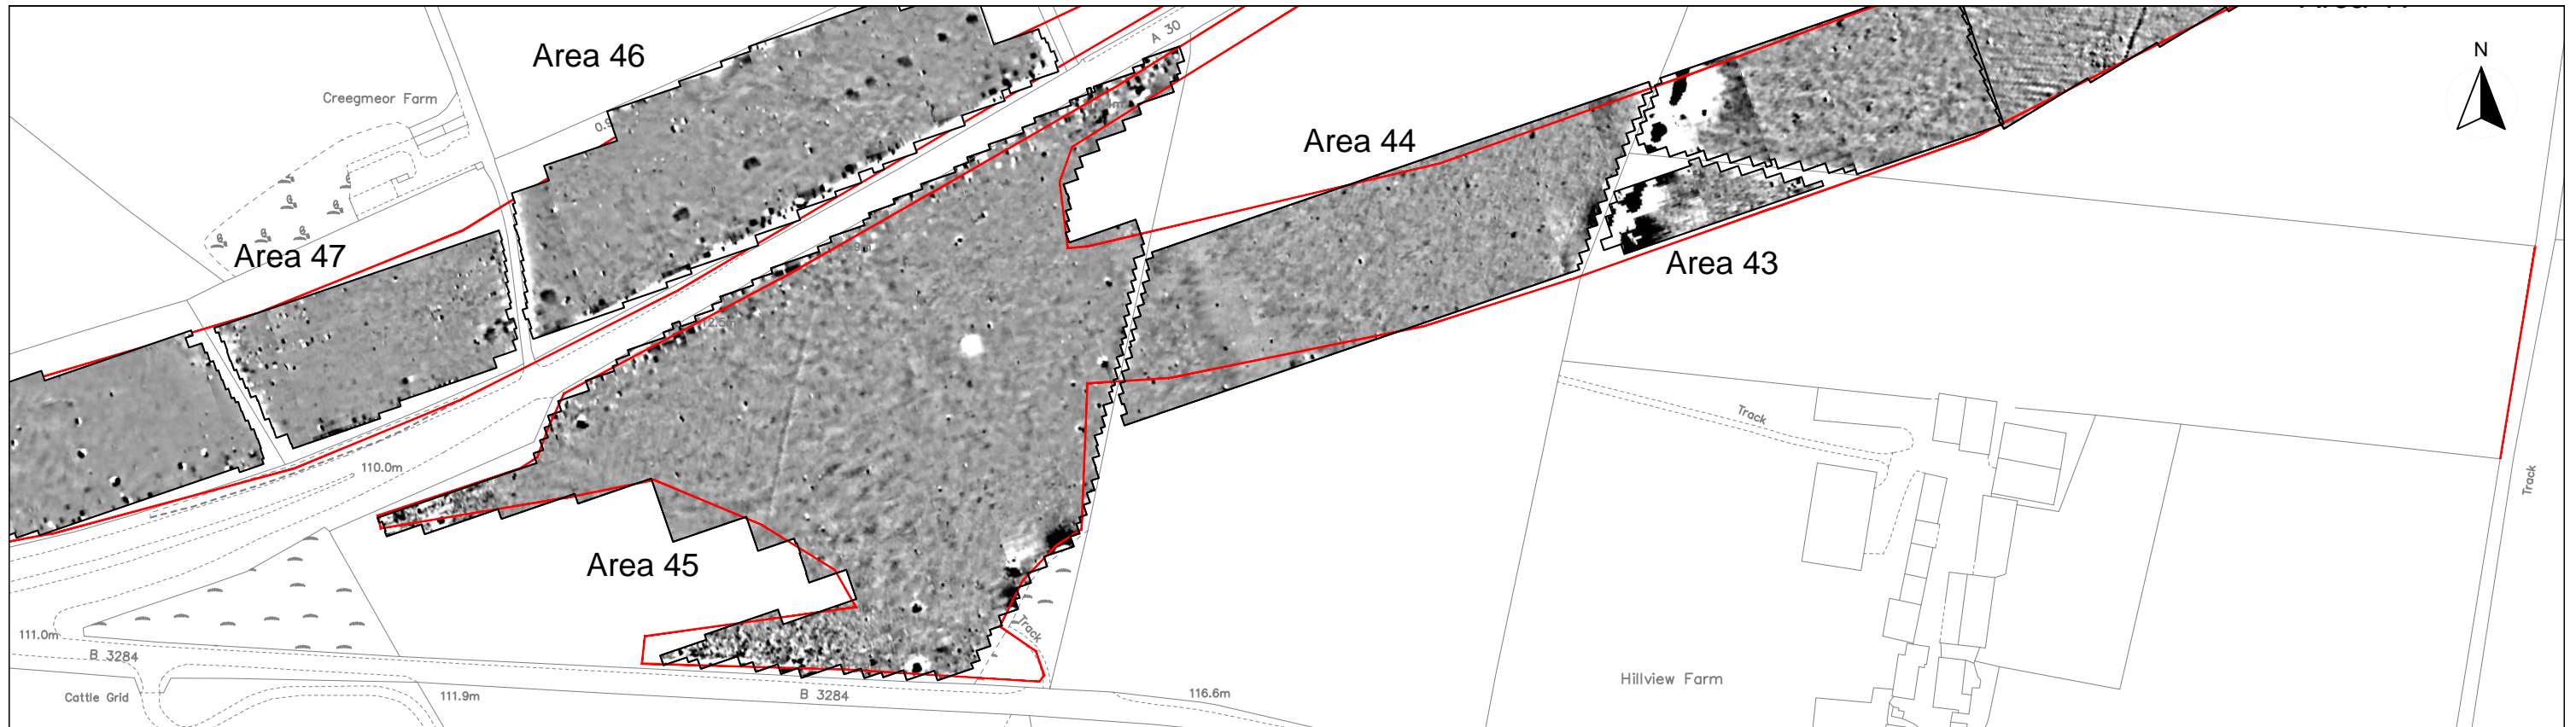 Area 46
A 30
N
Creegmeor Farm
Area 44
Area 47
Area 43
110.0m
Track
Track
Area 45
Track
111.0m
B 3284
Cattle Grid
111.9m
B 3284
116.6m
Hillview Farm